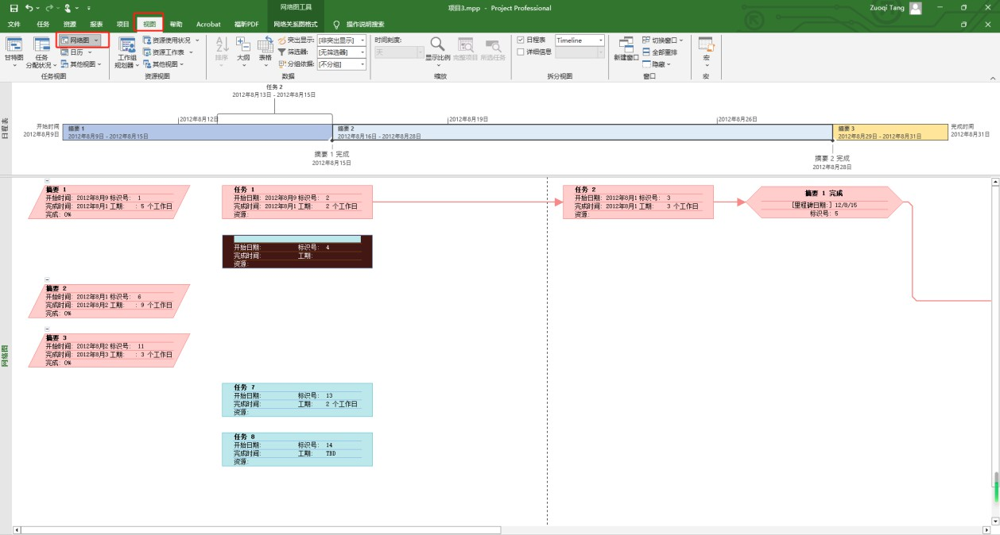 网络图工具
项目3.mpp - Project Professional
Zuoqi Tang
文件 任务 资源 报表 项目 视图 帮助 Acrobat 福昕PDF 网络关系图格式 操作说明搜索
甘特图
任务
分配状况
网络图
日历
其他视图
任务视图
工作组
规划器
资源使用状况
资源工作表
其他视图
资源视图
排序
大纲
表格
突出显示: [非突出显示]
筛选器: [无筛选器]
分组依据: [不分组]
数据
时间刻度:
天
显示比例
完整项目
所选任务
缩放
日程表 Timeline
详细信息
拆分视图
新建窗口
切换窗口
全部重排
隐藏
窗口
宏
宏
日程表
任务 2
2012年8月13日 - 2012年8月15日
2012年8月12日
2012年8月19日
2012年8月26日
开始时间
2012年8月9日
摘要 1
2012年8月9日 - 2012年8月15日
摘要 2
2012年8月16日 - 2012年8月28日
摘要 3
2012年8月29日 - 2012年8月31日
完成时间
2012年8月31日
摘要 1 完成
2012年8月15日
摘要 2 完成
2012年8月28日
网络图
摘要 1
开始时间: 2012年8月9 标识号: 1
完成时间: 2012年8月1 工期: : 5 个工作日
完成: 0%
任务 1
开始日期: 2012年8月9 标识号: 2
完成时间: 2012年8月1 工期: 2 个工作日
资源:
任务 2
开始日期: 2012年8月1 标识号: 3
完成时间: 2012年8月1 工期: 3 个工作日
资源:
摘要 1 完成
[里程碑日期:] 12/8/15
标识号: 5
开始日期: 标识号: 4
完成时间: 工期:
资源:
摘要 2
开始时间: 2012年8月1 标识号: 6
完成时间: 2012年8月2 工期: : 9 个工作日
完成: 0%
摘要 3
开始时间: 2012年8月2 标识号: 11
完成时间: 2012年8月3 工期: : 3 个工作日
完成: 0%
任务 7
开始日期: 标识号: 13
完成时间: 工期: 2 个工作日
资源:
任务 8
开始日期: 标识号: 14
完成时间: 工期: TBD
资源: